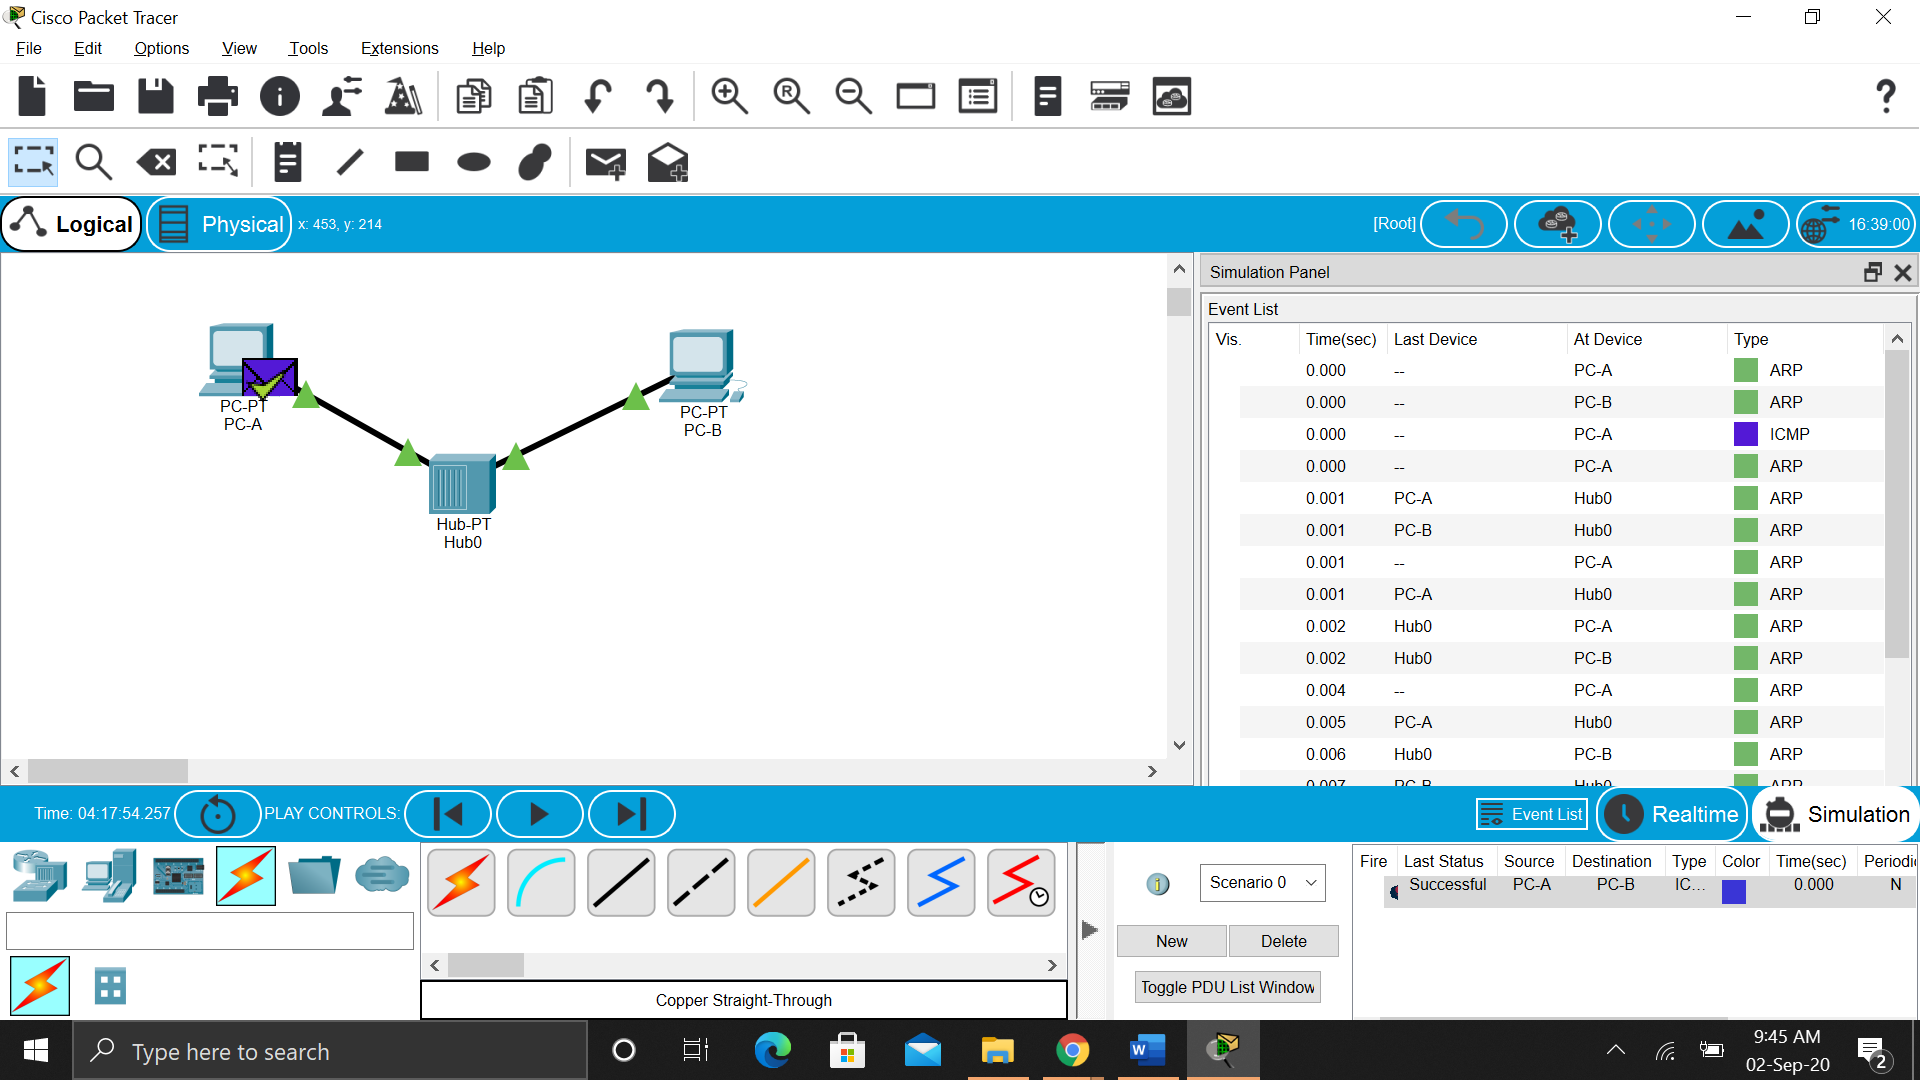 Cisco Packet Tracer
File Edit Options View Tools Extensions Help
Logical Physical x: 453, y: 214 [Root] 16:39:00
PC-PT
PC-A
PC-PT
PC-B
Hub-PT
Hub0
Simulation Panel
Event List
Vis. Time(sec) Last Device At Device Type
0.000 -- PC-A ARP
0.000 -- PC-B ARP
0.000 -- PC-A ICMP
0.000 -- PC-A ARP
0.001 PC-A Hub0 ARP
0.001 PC-B Hub0 ARP
0.001 -- PC-A ARP
0.001 PC-A Hub0 ARP
0.002 Hub0 PC-A ARP
0.002 Hub0 PC-B ARP
0.004 -- PC-A ARP
0.005 PC-A Hub0 ARP
0.006 Hub0 PC-B ARP
0.007 PC-B Hub0 ARP
Time: 04:17:54.257 PLAY CONTROLS: Event List Realtime Simulation
Scenario 0
New Delete
Toggle PDU List Window
Fire Last Status Source Destination Type Color Time(sec) Periodi
Successful PC-A PC-B IC... 0.000 N
Copper Straight-Through
Type here to search
9:45 AM
02-Sep-20
2